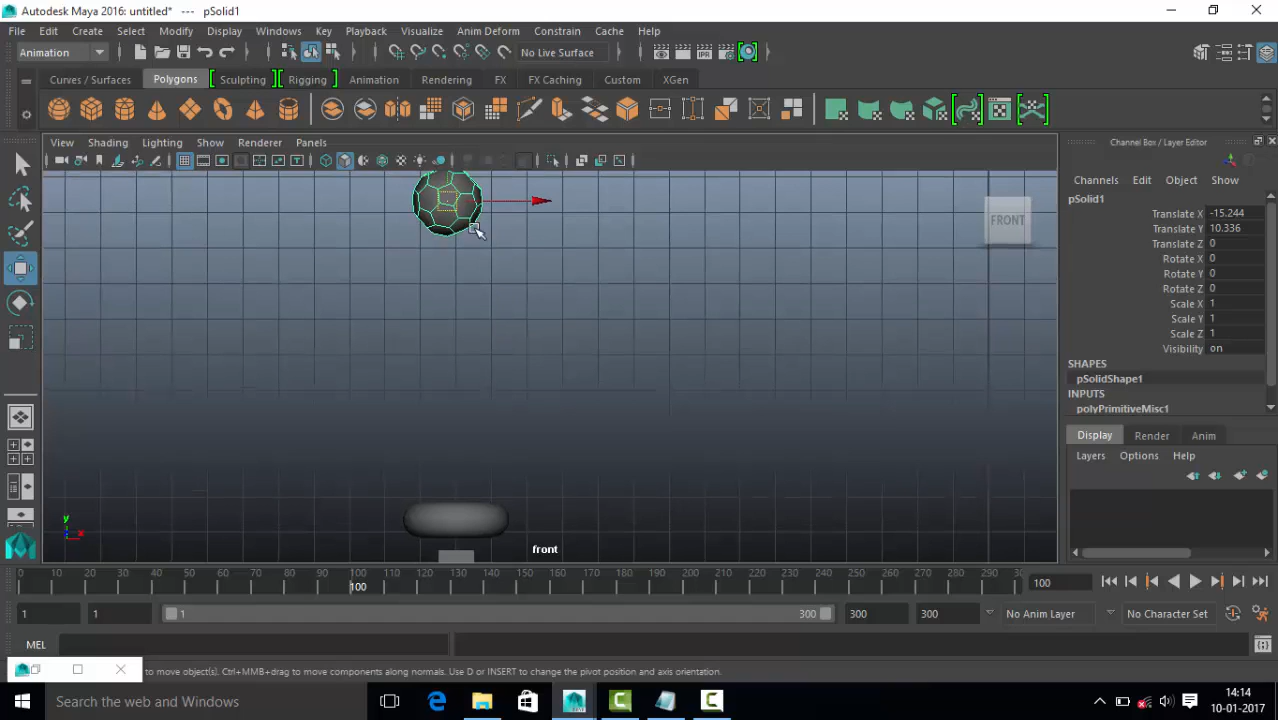 Autodesk Maya 2016: untitled*  -  pSolid1
File Edit Create Select Modify Display Windows Key Playback Visualize Anim Deform Constrain Cache Help
Animation No Live Surface
Curves / Surfaces Polygons Sculpting Rigging Animation Rendering FX FX Caching Custom XGen
View Shading Lighting Show Renderer Panels
Channel Box / Layer Editor
Channels Edit Object Show
pSolid1
Translate X -15.244
Translate Y 10.336
Translate Z 0
Rotate X 0
Rotate Y 0
Rotate Z 0
Scale X 1
Scale Y 1
Scale Z 1
Visibility on
SHAPES
pSolidShape1
INPUTS
polyPrimitiveMisc1
FRONT
Display Render Anim
Layers Options Help
y
x
front
0 10 20 30 40 50 60 70 80 90 100 110 120 130 140 150 160 170 180 190 200 210 220 230 240 250 260 270 280 290
100
100
1 1 1 300 300 300 No Anim Layer No Character Set
MEL
to move object(s). Ctrl+MMB+drag to move components along normals. Use D or INSERT to change the pivot position and axis orientation.
Search the web and Windows
14:14
10-01-2017